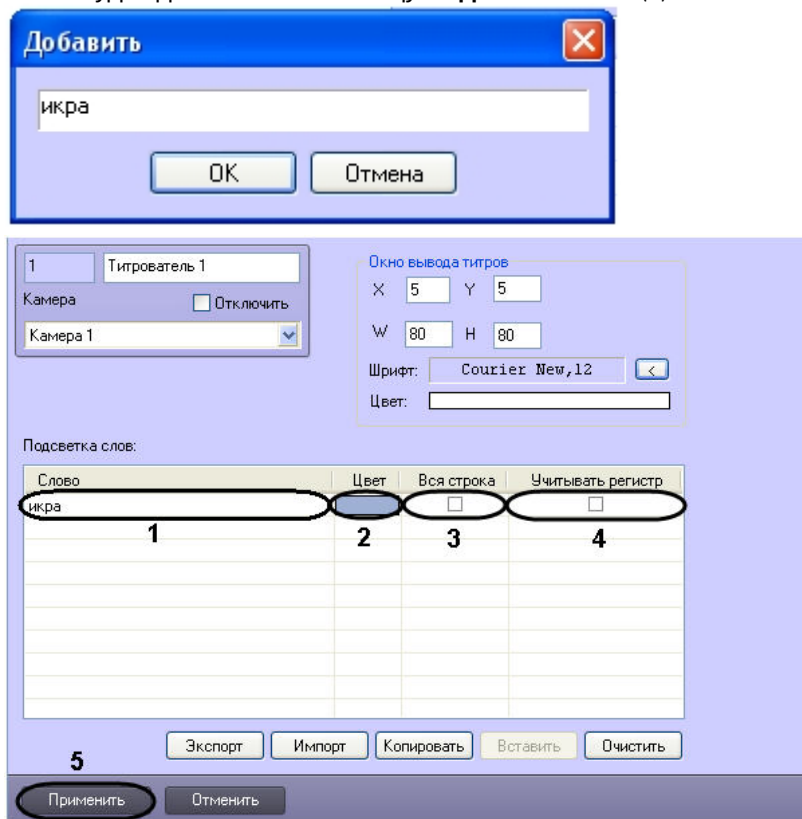 Добавить
икра
OK Отмена
1 Титрователь 1
Камера Отключить
Камера 1
Окно вывода титров
X 5 Y 5
W 80 H 80
Шрифт: Courier New,12 <
Цвет:
Подсветка слов:
Слово Цвет Вся строка Учитывать регистр
икра
1 2 3 4
Экспорт Импорт Копировать Вставить Очистить
5
Применить Отменить